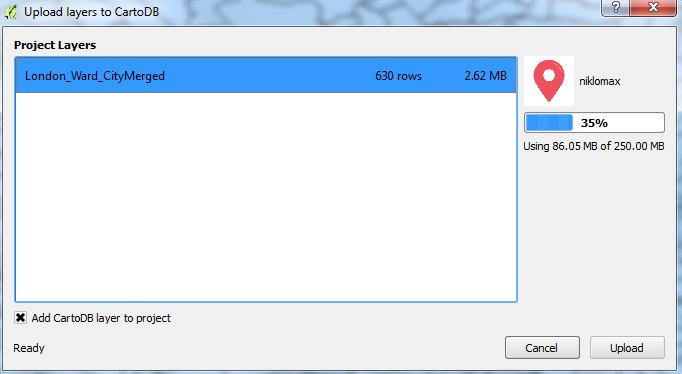 Upload layers to CartoDB
Project Layers
London_Ward_CityMerged 630 rows 2.62 MB
niklomax
35%
Using 86.05 MB of 250.00 MB
Add CartoDB layer to project
Ready
Cancel
Upload